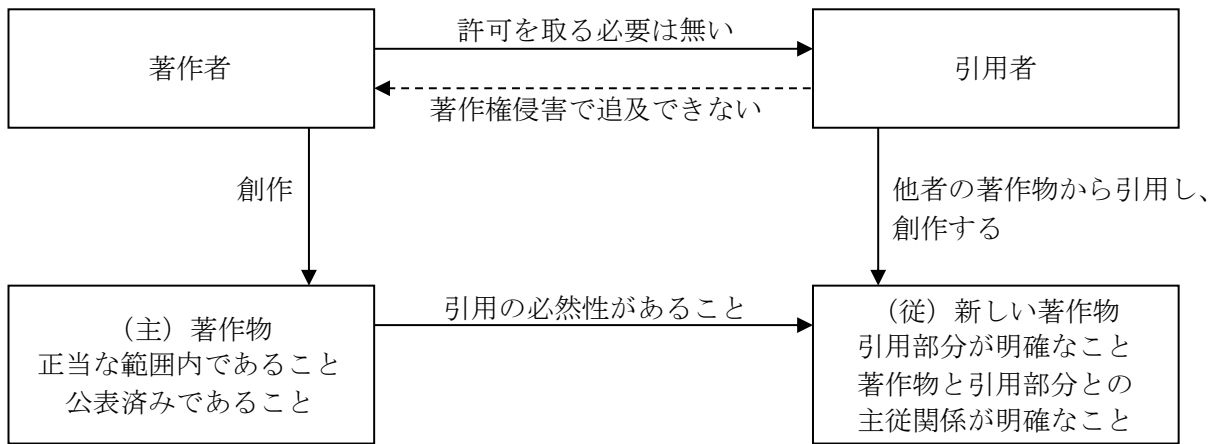 許可を取る必要は無い
著作者
引用者
著作権侵害で追及できない
創作
他者の著作物から引用し、
創作する
引用の必然性があること
（主）著作物
正当な範囲内であること
公表済みであること
（従）新しい著作物
引用部分が明確なこと
著作物と引用部分との
主従関係が明確なこと